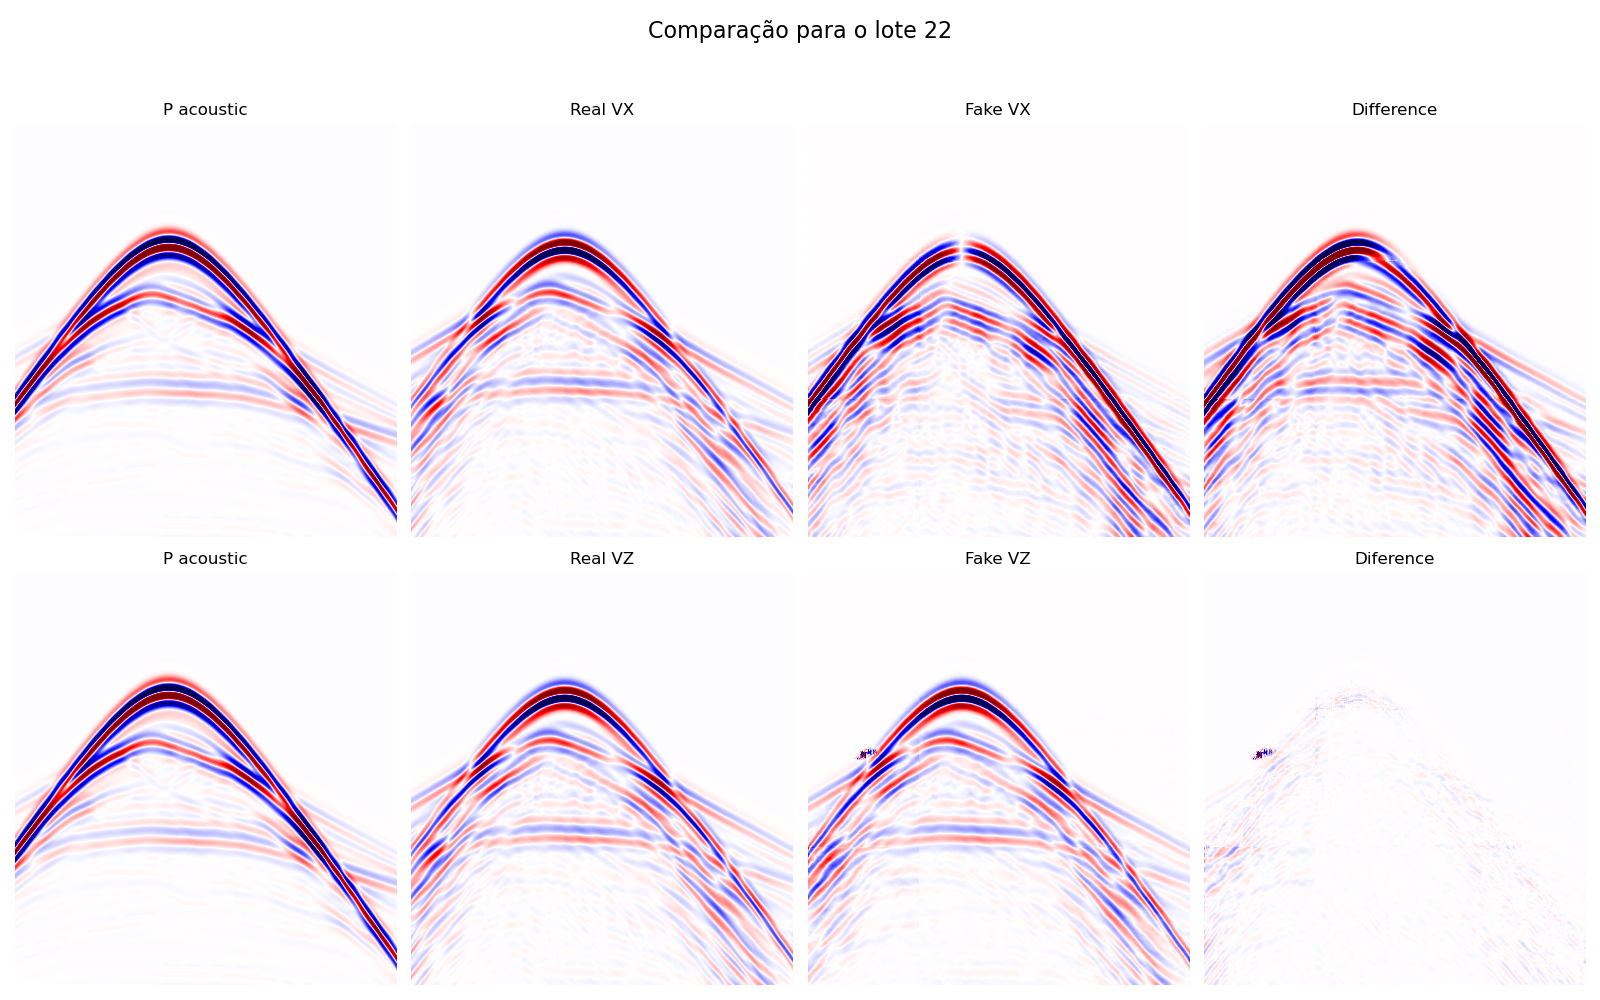 Comparação para o lote 22
P acoustic
Real VX
Fake VX
Difference
P acoustic
Real VZ
Fake VZ
Diference